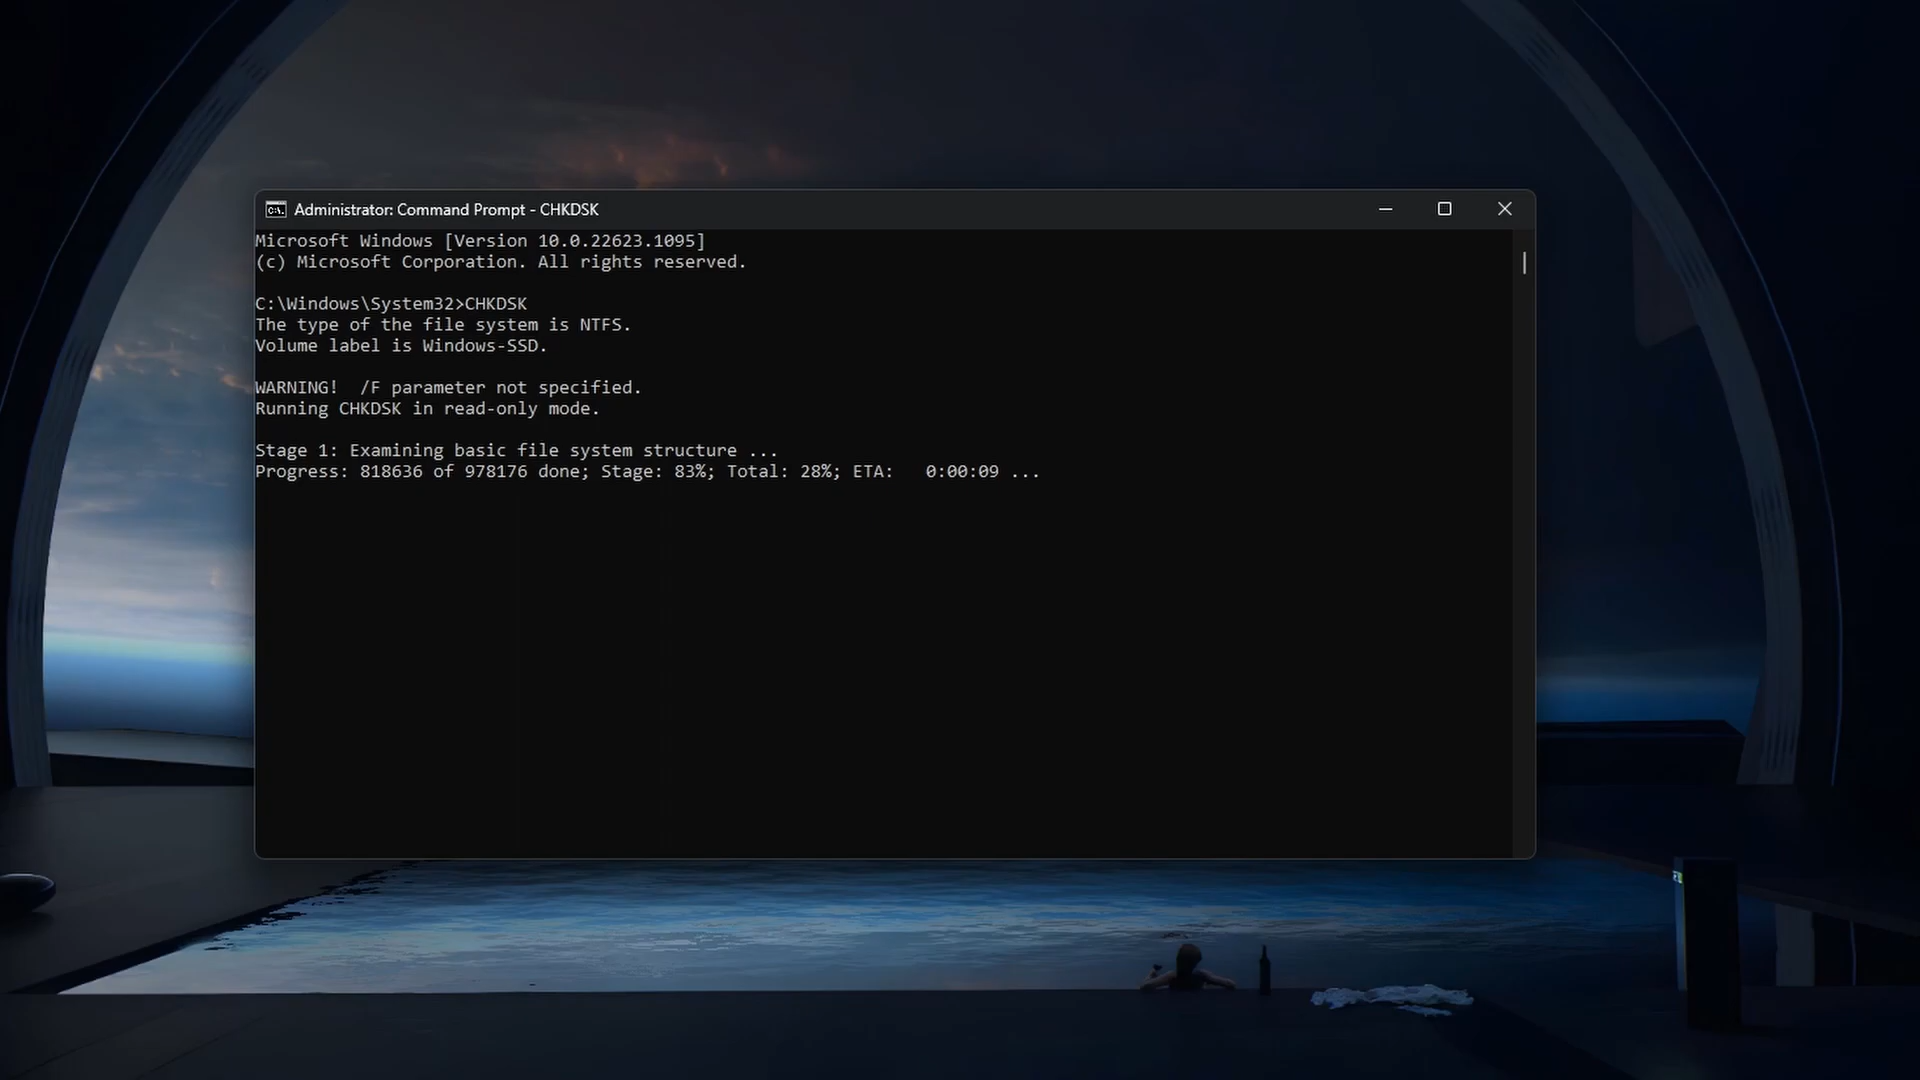 Administrator: Command Prompt - CHKDSK
Microsoft Windows [Version 10.0.22623.1095]
(c) Microsoft Corporation. All rights reserved.
C:\Windows\System32>CHKDSK
The type of the file system is NTFS.
Volume label is Windows-SSD.
WARNING!  /F parameter not specified.
Running CHKDSK in read-only mode.
Stage 1: Examining basic file system structure ...
Progress: 818636 of 978176 done; Stage: 83%; Total: 28%; ETA:   0:00:09 ...